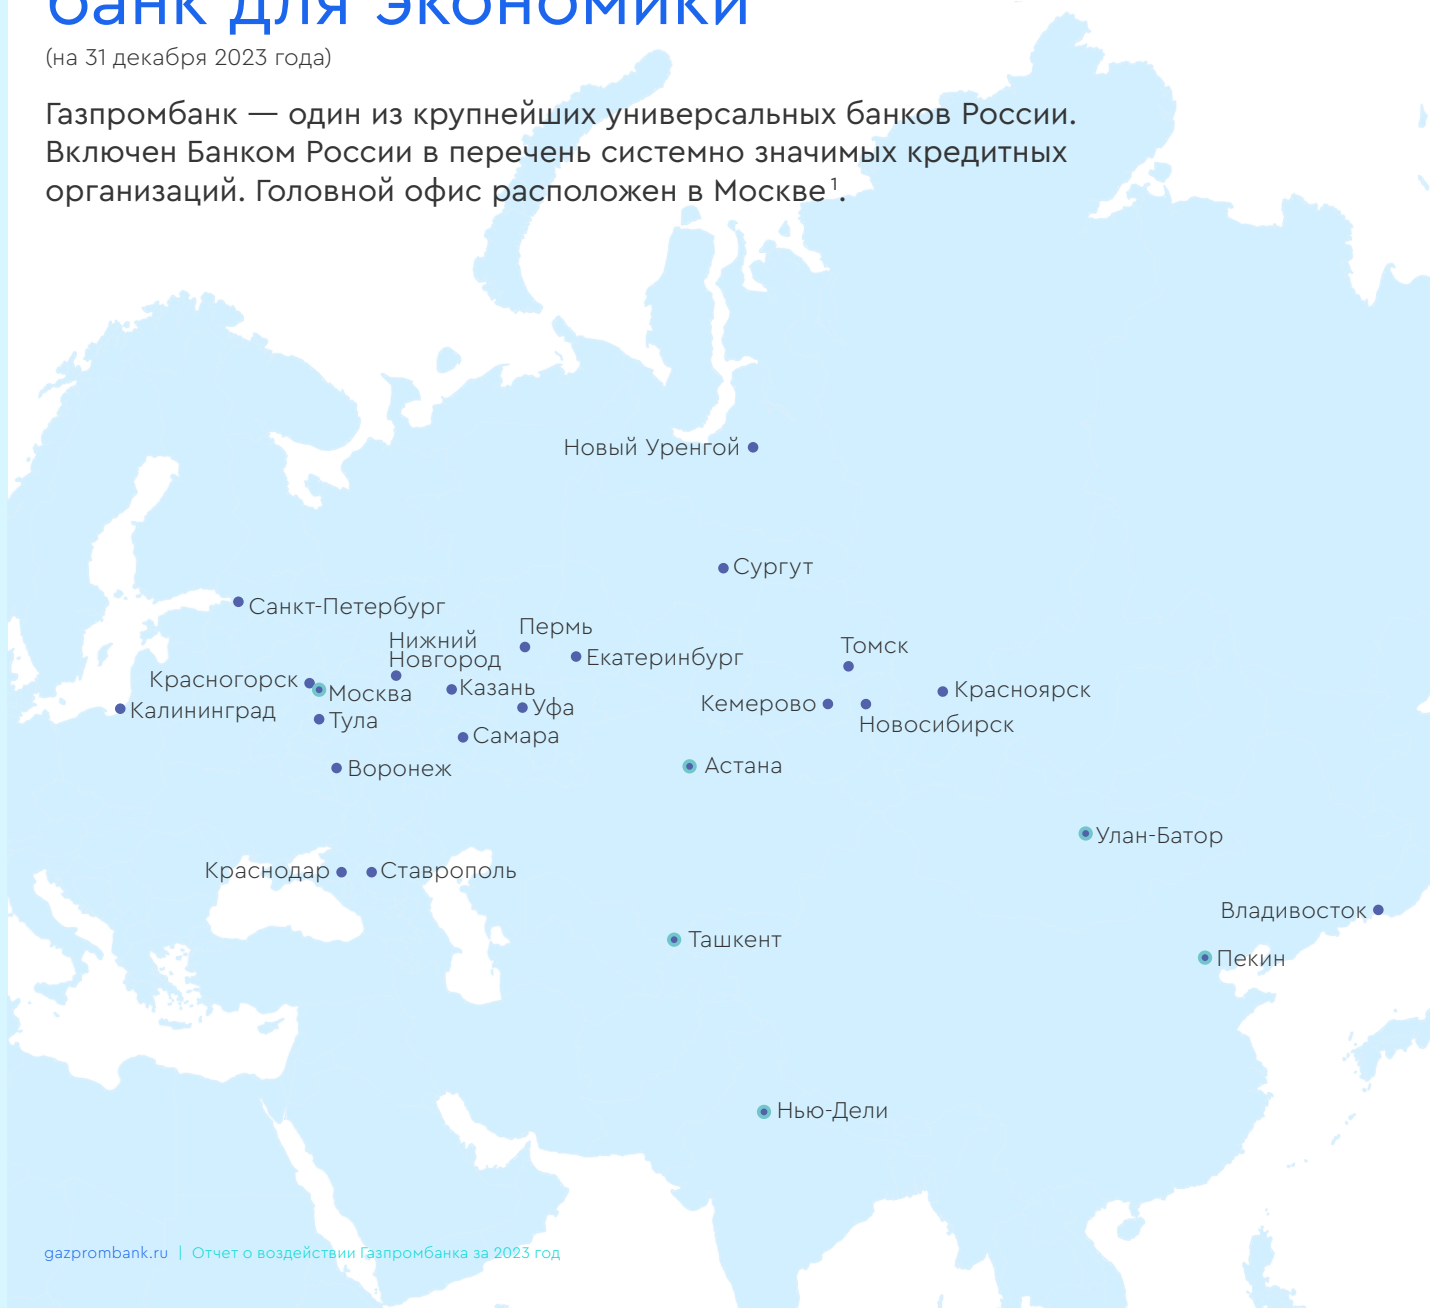 банк для экономики
(на 31 декабря 2023 года)
Газпромбанк — один из крупнейших универсальных банков России.
Включен Банком России в перечень системно значимых кредитных
организаций. Головной офис расположен в Москве¹.
Новый Уренгой
Сургут
Санкт-Петербург
Пермь
Нижний
Новгород
Екатеринбург
Томск
Красногорск
Москва
Казань
Красноярск
Калининград
Тула
Уфа
Кемерово
Новосибирск
Самара
Воронеж
Астана
Улан-Батор
Краснодар
Ставрополь
Владивосток
Ташкент
Пекин
Нью-Дели
gazprombank.ru | Отчет о воздействии Газпромбанка за 2023 год